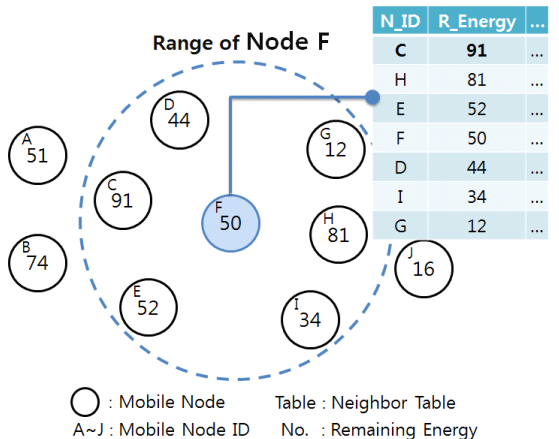 Range of Node F
N_ID R_Energy ...
C 91 ...
H 81 ...
E 52 ...
F 50 ...
D 44 ...
I 34 ...
G 12 ...
D
44
A
51
G
12
C
91
F
50
H
81
B
74
J
16
E
52
I
34
: Mobile Node Table : Neighbor Table
A~J : Mobile Node ID No. : Remaining Energy